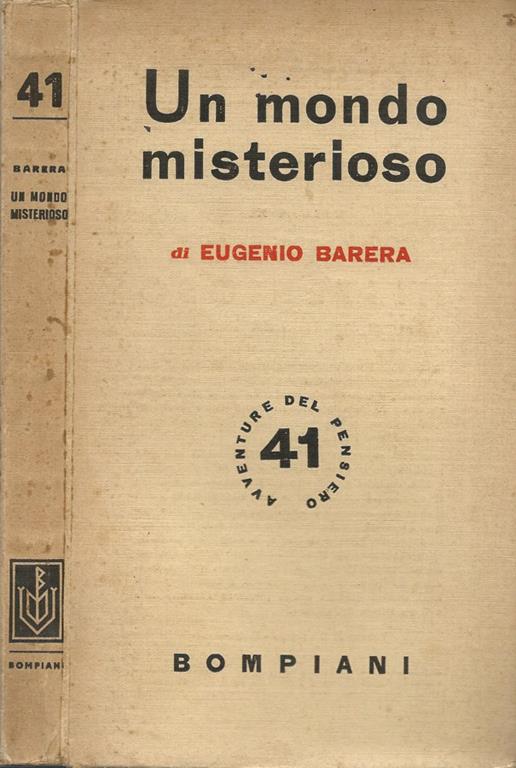 41
BARERA
UN MONDO
MISTERIOSO
BOMPIANI
Un mondo
misterioso
di EUGENIO BARERA
AVVENTURE DEL PENSIERO
41
BOMPIANI